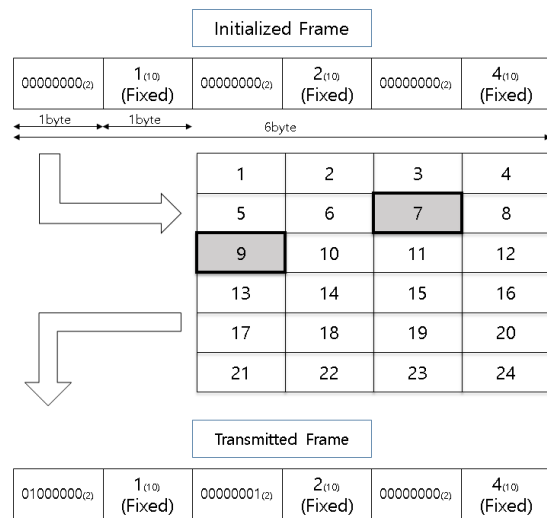 Initialized Frame
00000000(2) 1(10) (Fixed) 00000000(2) 2(10) (Fixed) 00000000(2) 4(10) (Fixed)
1byte 1byte 6byte
1 2 3 4
5 6 7 8
9 10 11 12
13 14 15 16
17 18 19 20
21 22 23 24
Transmitted Frame
01000000(2) 1(10) (Fixed) 00000001(2) 2(10) (Fixed) 00000000(2) 4(10) (Fixed)